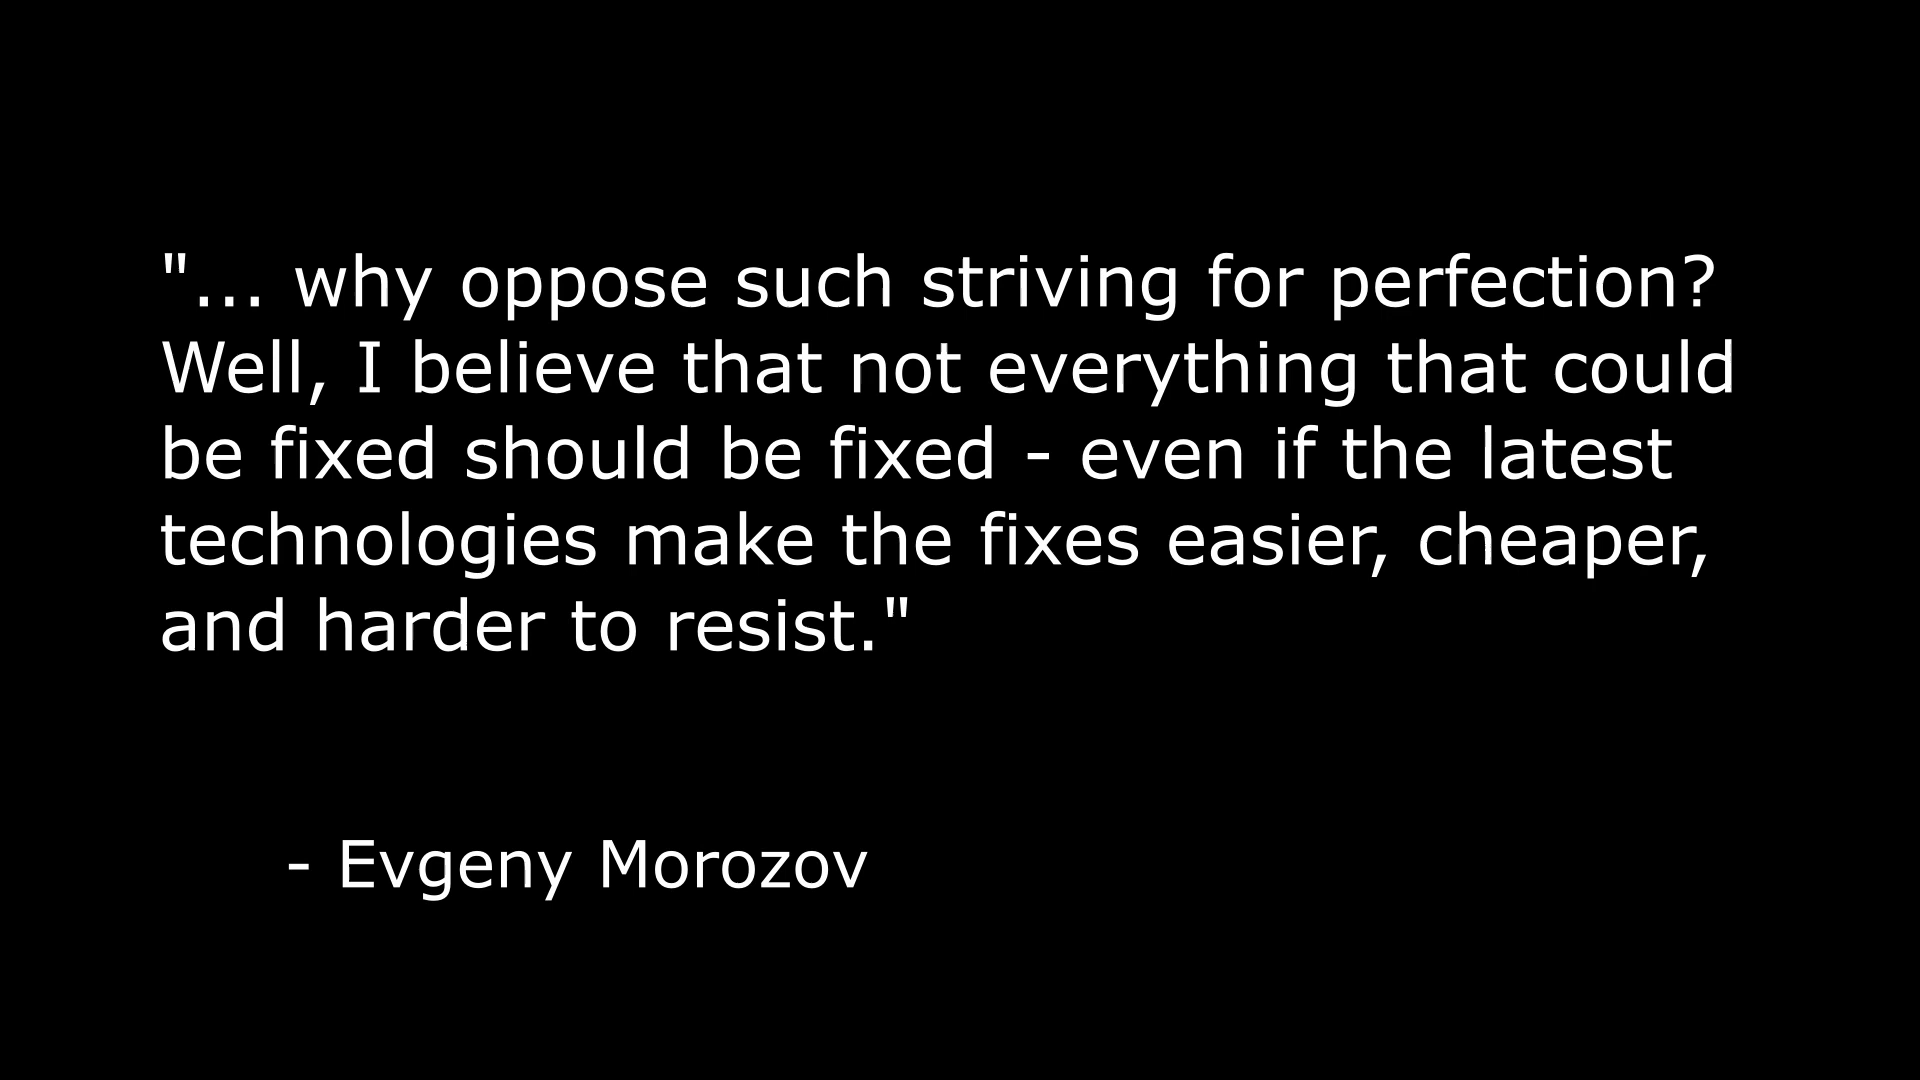 "... why oppose such striving for perfection?
Well, I believe that not everything that could
be fixed should be fixed - even if the latest
technologies make the fixes easier, cheaper,
and harder to resist."
- Evgeny Morozov